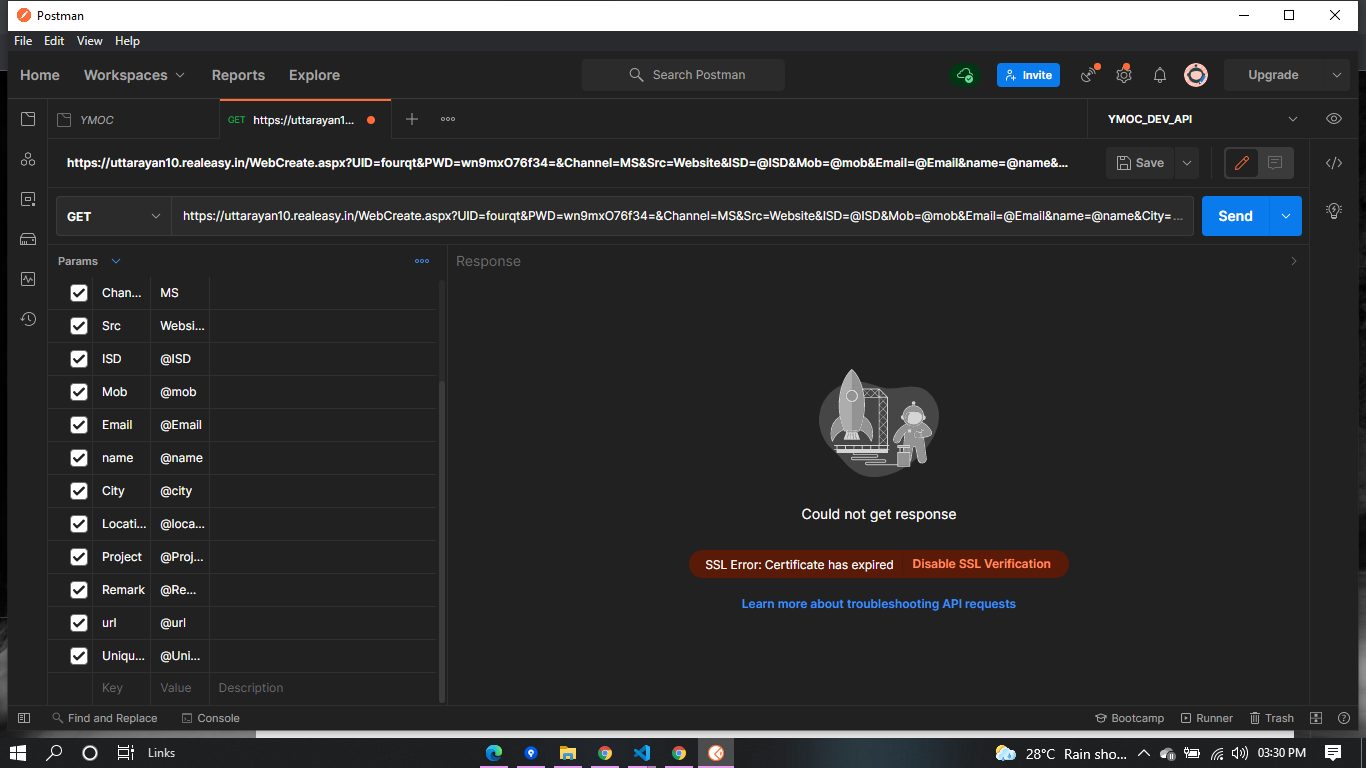 Postman
File Edit View Help
Home Workspaces Reports Explore Search Postman Invite Upgrade
YMOC GET https://uttarayan1... YMOC_DEV_API
https://uttarayan10.realeasy.in/WebCreate.aspx?UID=fourqt&PWD=wn9mxO76f34=&Channel=MS&Src=Website&ISD=@ISD&Mob=@mob&Email=@Email&name=@name&... Save
GET https://uttarayan10.realeasy.in/WebCreate.aspx?UID=fourqt&PWD=wn9mxO76f34=&Channel=MS&Src=Website&ISD=@ISD&Mob=@mob&Email=@Email&name=@name&City=... Send
Params Response
Chan... MS
Src Websi...
ISD @ISD
Mob @mob
Email @Email
name @name
City @city
Locati... @loca...
Project @Proj...
Remark @Re...
url @url
Uniqu... @Uni...
Key Value Description
Could not get response
SSL Error: Certificate has expired Disable SSL Verification
Learn more about troubleshooting API requests
Find and Replace Console Bootcamp Runner Trash
Links 28°C Rain sho... 03:30 PM